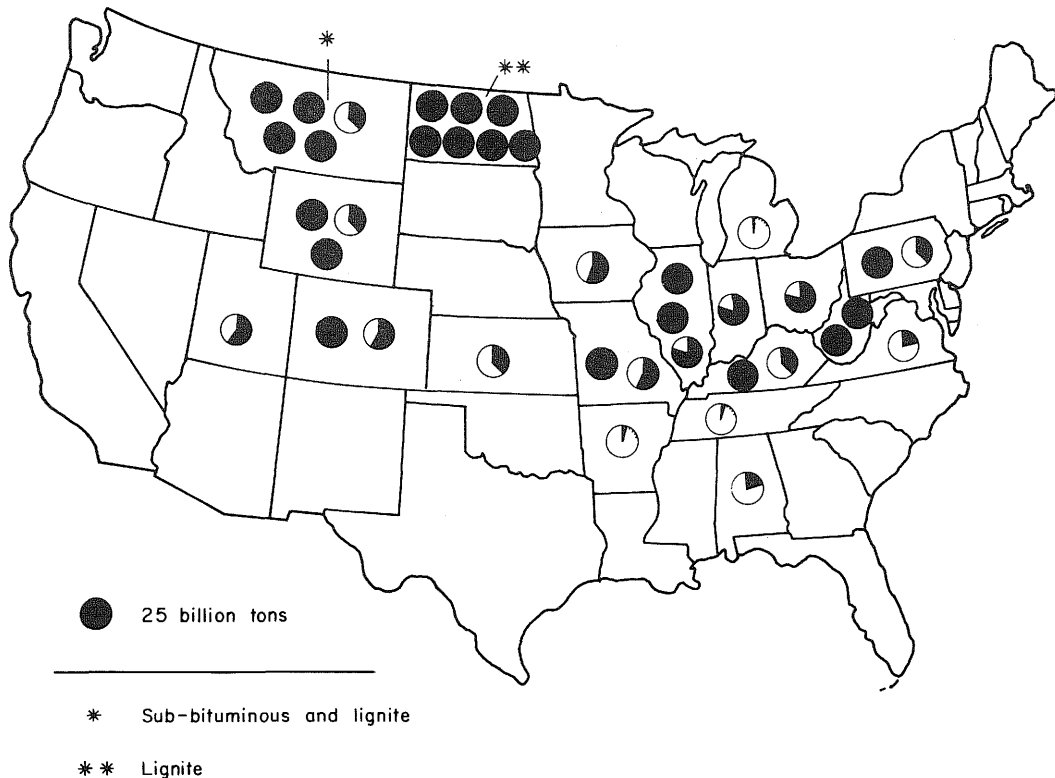 *
**
25 billion tons
* Sub-bituminous and lignite
** Lignite